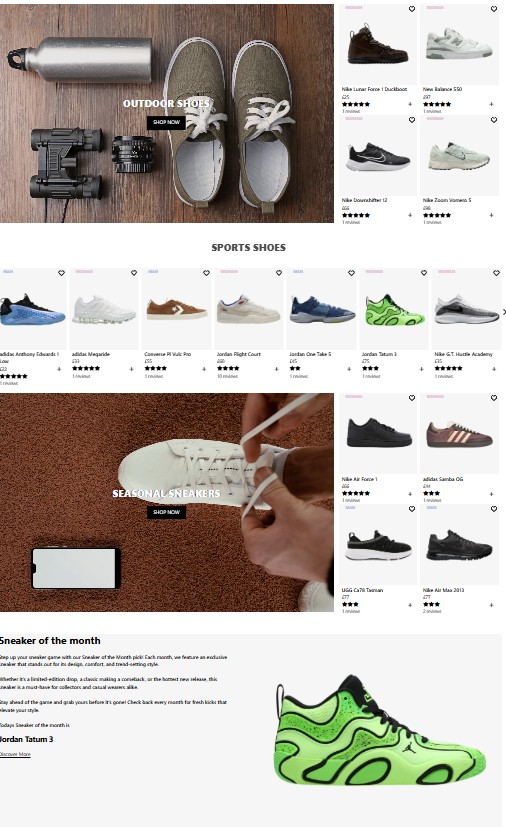 OUTDOOR SHOES
SHOP NOW
Nike Lunar Force 1 Duckboot
£25
1 reviews
New Balance 550
£97
1 reviews
Nike Downshifter 12
1 reviews
Nike Zoom Vomero 5
1 reviews
SPORTS SHOES
adidas Anthony Edwards 1
Low
£22
1 reviews
adidas Megaride
£33
1 reviews
Converse Pl Vulc Pro
£55
1 reviews
Jordan Flight Court
10 reviews
Jordan One Take 5
£45
1 reviews
Jordan Tatum 3
£75
1 reviews
Nike G.T. Hustle Academy
£35
1 reviews
SEASONAL SNEAKERS
SHOP NOW
Nike Air Force 1
£66
1 reviews
adidas Samba OG
£44
1 reviews
UGG Ca78 Tasman
£77
1 reviews
Nike Air Max 2013
£77
2 reviews
Sneaker of the month
Step up your sneaker game with our Sneaker of the Month pick! Each month, we feature an exclusive
sneaker that stands out for its design, comfort, and trend-setting style.
Whether it's a limited-edition drop, a classic making a comeback, or the hottest new release, this
sneaker is a must-have for collectors and casual wearers alike.
Stay ahead of the game and grab yours before it's gone! Check back every month for fresh kicks that
elevate your style.
Todays Sneaker of the month is
Jordan Tatum 3
Discover More